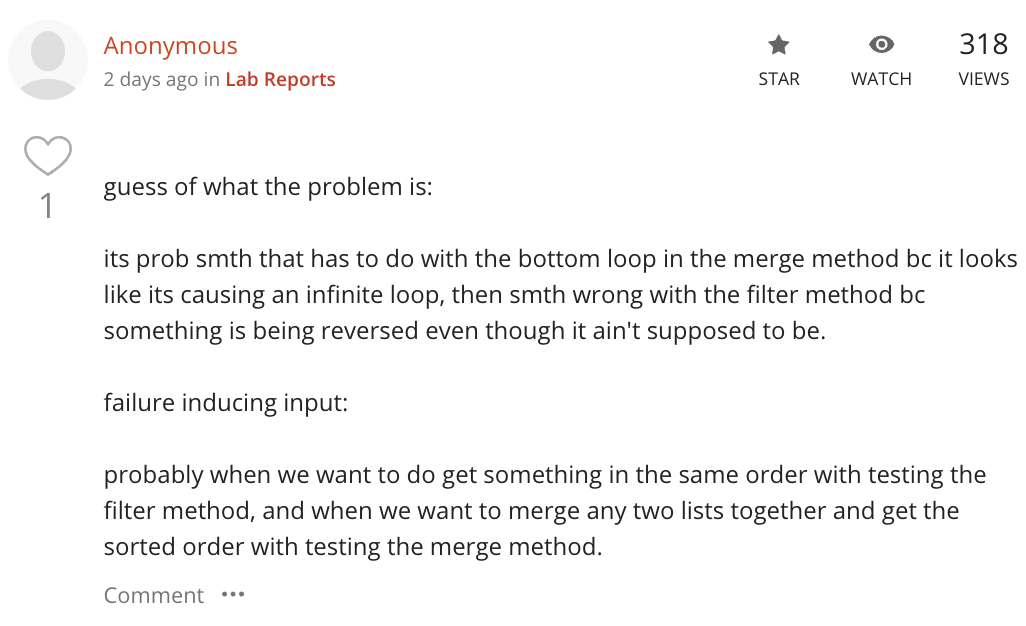 Anonymous
2 days ago in Lab Reports
STAR
WATCH
318
VIEWS
1
guess of what the problem is:
its prob smth that has to do with the bottom loop in the merge method bc it looks
like its causing an infinite loop, then smth wrong with the filter method bc
something is being reversed even though it ain't supposed to be.
failure inducing input:
probably when we want to do get something in the same order with testing the
filter method, and when we want to merge any two lists together and get the
sorted order with testing the merge method.
Comment ···